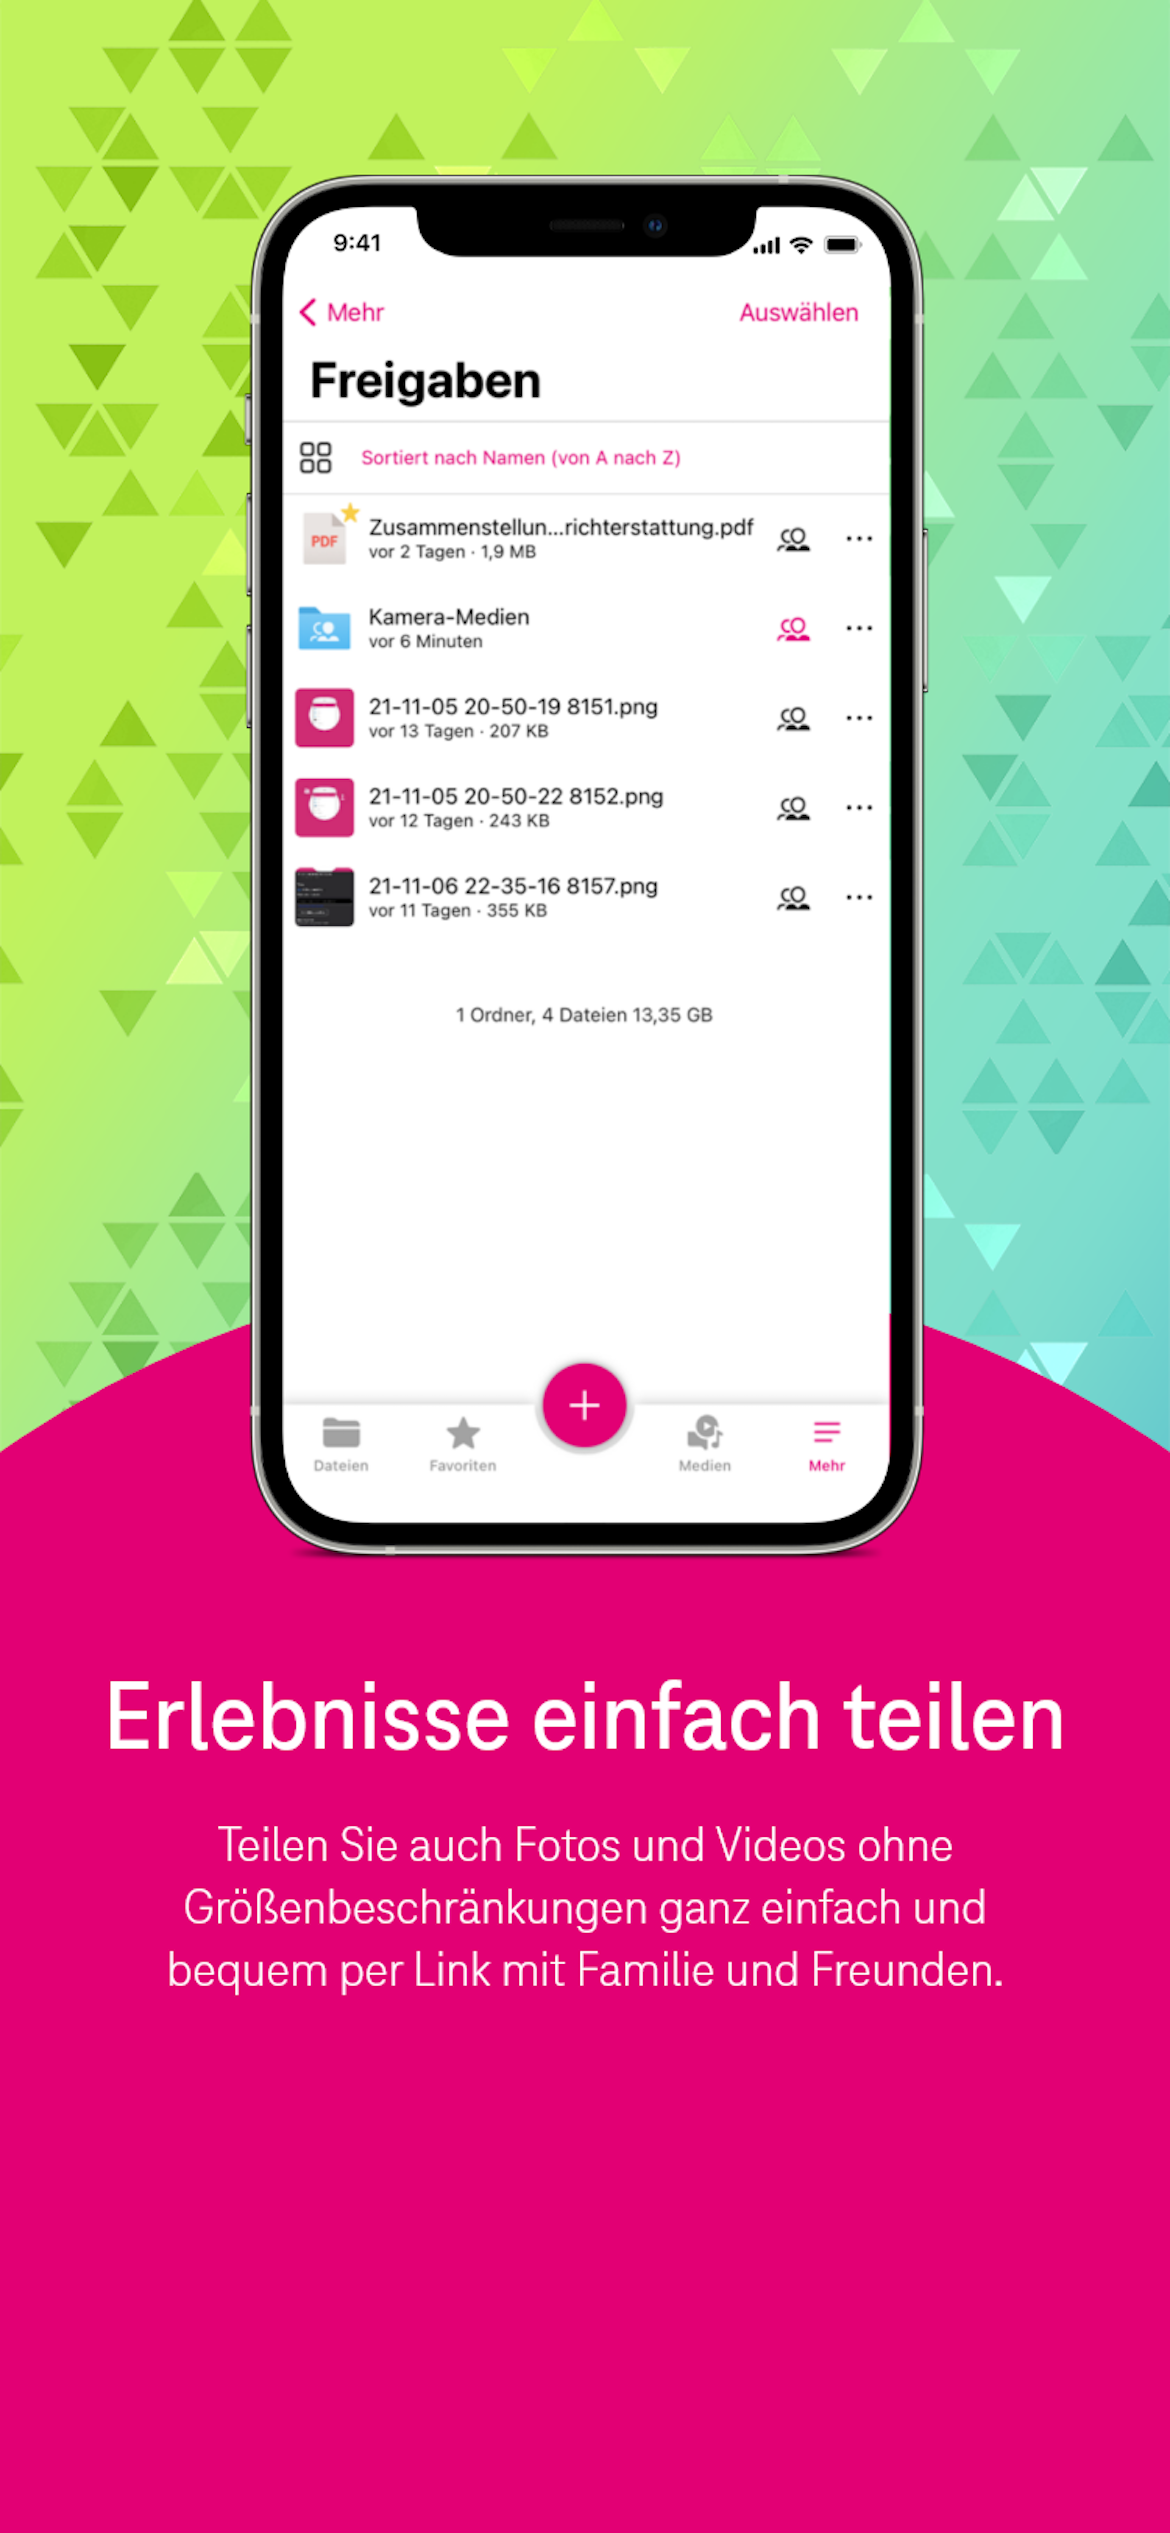 9:41
Mehr
Auswählen
Freigaben
Sortiert nach Namen (von A nach Z)
PDF
Zusammenstellun...richterstattung.pdf
vor 2 Tagen · 1,9 MB
Kamera-Medien
vor 6 Minuten
21-11-05 20-50-19 8151.png
vor 13 Tagen · 207 KB
21-11-05 20-50-22 8152.png
vor 12 Tagen · 243 KB
21-11-06 22-35-16 8157.png
vor 11 Tagen · 355 KB
1 Ordner, 4 Dateien 13,35 GB
Dateien
Favoriten
Medien
Mehr
Erlebnisse einfach teilen
Teilen Sie auch Fotos und Videos ohne
Größenbeschränkungen ganz einfach und
bequem per Link mit Familie und Freunden.